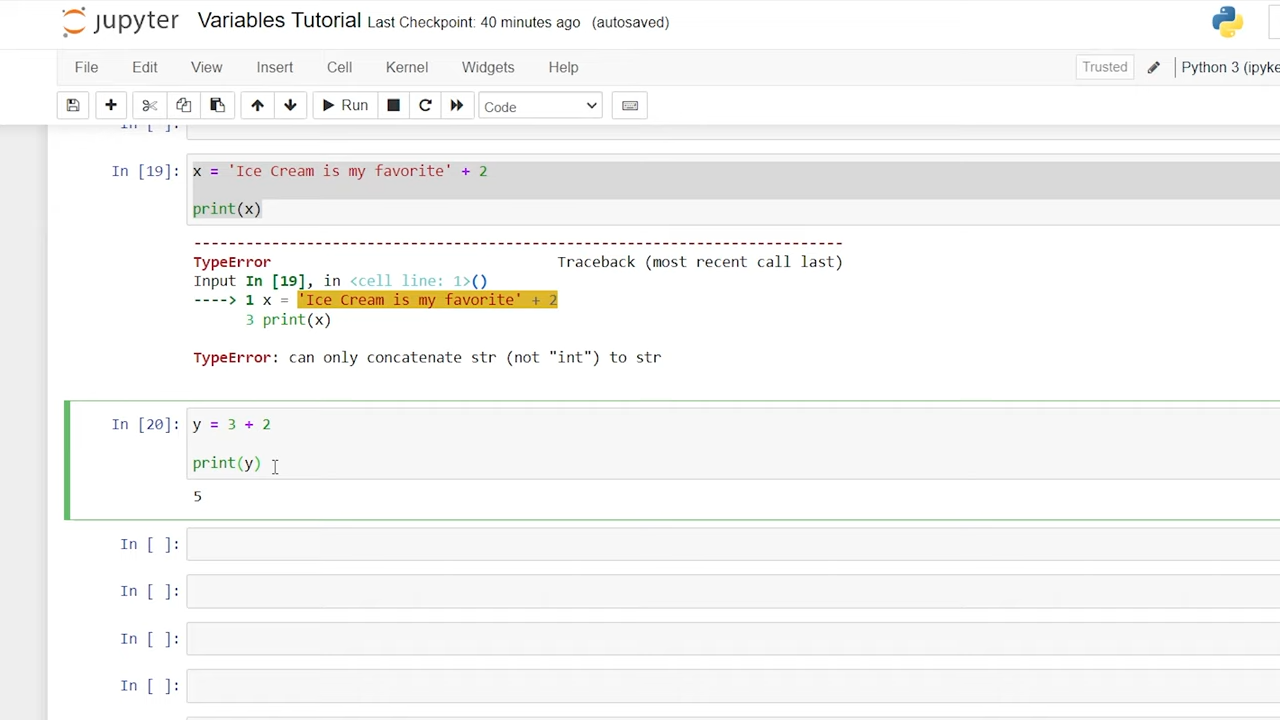 jupyter Variables Tutorial Last Checkpoint: 40 minutes ago (autosaved)
File Edit View Insert Cell Kernel Widgets Help Trusted Python 3 (ipyke
Run Code
In [ ]:
In [19]: x = 'Ice Cream is my favorite' + 2
print(x)
---------------------------------------------------------------------------
TypeError Traceback (most recent call last)
Input In [19], in <cell line: 1>()
----> 1 x = 'Ice Cream is my favorite' + 2
3 print(x)
TypeError: can only concatenate str (not "int") to str
In [20]: y = 3 + 2
print(y)
5
In [ ]:
In [ ]:
In [ ]:
In [ ]: